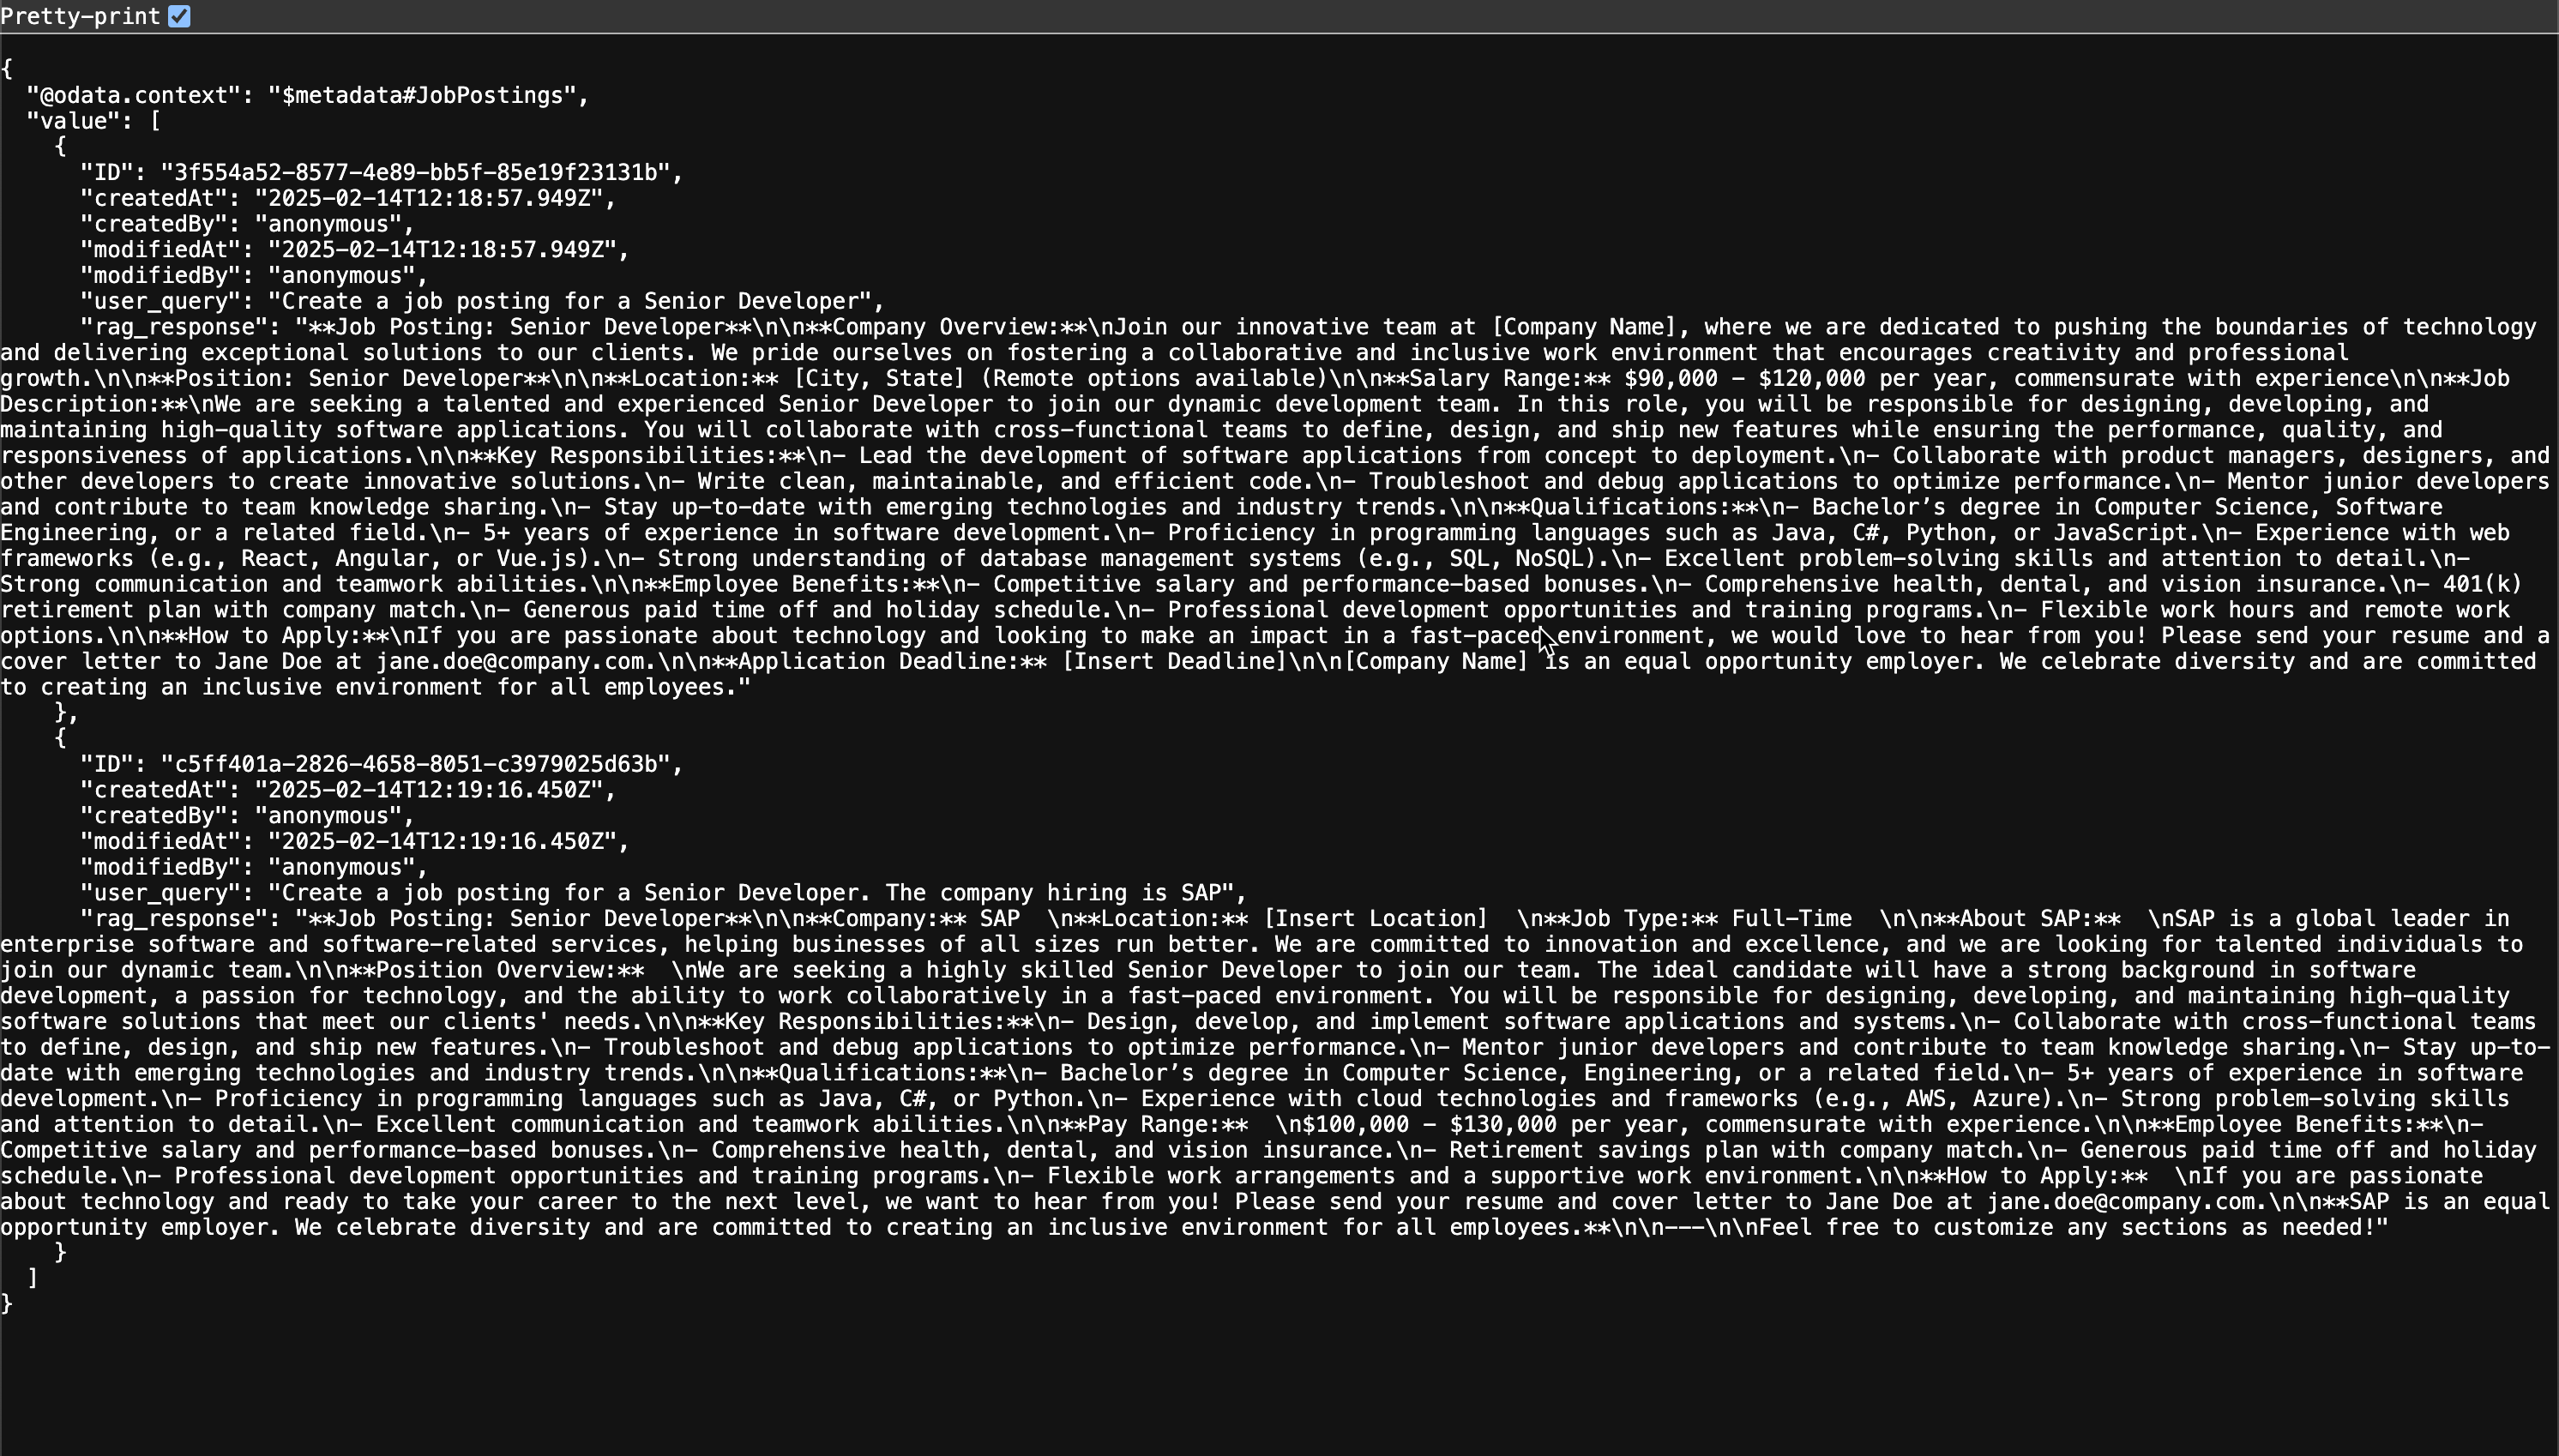 Pretty-print
{
"@odata.context": "$metadata#JobPostings",
"value": [
{
"ID": "3f554a52-8577-4e89-bb5f-85e19f23131b",
"createdAt": "2025-02-14T12:18:57.949Z",
"createdBy": "anonymous",
"modifiedAt": "2025-02-14T12:18:57.949Z",
"modifiedBy": "anonymous",
"user_query": "Create a job posting for a Senior Developer",
"rag_response": "**Job Posting: Senior Developer**\n\n**Company Overview:**\nJoin our innovative team at [Company Name], where we are dedicated to pushing the boundaries of technology
and delivering exceptional solutions to our clients. We pride ourselves on fostering a collaborative and inclusive work environment that encourages creativity and professional
growth.\n\n**Position: Senior Developer**\n\n**Location:** [City, State] (Remote options available)\n\n**Salary Range:** $90,000 - $120,000 per year, commensurate with experience\n\n**Job
Description:**\nWe are seeking a talented and experienced Senior Developer to join our dynamic development team. In this role, you will be responsible for designing, developing, and
maintaining high-quality software applications. You will collaborate with cross-functional teams to define, design, and ship new features while ensuring the performance, quality, and
responsiveness of applications.\n\n**Key Responsibilities:**\n- Lead the development of software applications from concept to deployment.\n- Collaborate with product managers, designers, and
other developers to create innovative solutions.\n- Write clean, maintainable, and efficient code.\n- Troubleshoot and debug applications to optimize performance.\n- Mentor junior developers
and contribute to team knowledge sharing.\n- Stay up-to-date with emerging technologies and industry trends.\n\n**Qualifications:**\n- Bachelor’s degree in Computer Science, Software
Engineering, or a related field.\n- 5+ years of experience in software development.\n- Proficiency in programming languages such as Java, C#, Python, or JavaScript.\n- Experience with web
frameworks (e.g., React, Angular, or Vue.js).\n- Strong understanding of database management systems (e.g., SQL, NoSQL).\n- Excellent problem-solving skills and attention to detail.\n-
Strong communication and teamwork abilities.\n\n**Employee Benefits:**\n- Competitive salary and performance-based bonuses.\n- Comprehensive health, dental, and vision insurance.\n- 401(k)
retirement plan with company match.\n- Generous paid time off and holiday schedule.\n- Professional development opportunities and training programs.\n- Flexible work hours and remote work
options.\n\n**How to Apply:**\nIf you are passionate about technology and looking to make an impact in a fast-paced environment, we would love to hear from you! Please send your resume and a
cover letter to Jane Doe at jane.doe@company.com.\n\n**Application Deadline:** [Insert Deadline]\n\n[Company Name] is an equal opportunity employer. We celebrate diversity and are committed
to creating an inclusive environment for all employees."
},
{
"ID": "c5ff401a-2826-4658-8051-c3979025d63b",
"createdAt": "2025-02-14T12:19:16.450Z",
"createdBy": "anonymous",
"modifiedAt": "2025-02-14T12:19:16.450Z",
"modifiedBy": "anonymous",
"user_query": "Create a job posting for a Senior Developer. The company hiring is SAP",
"rag_response": "**Job Posting: Senior Developer**\n\n**Company:** SAP  \n**Location:** [Insert Location]  \n**Job Type:** Full-Time  \n\n**About SAP:**  \nSAP is a global leader in
enterprise software and software-related services, helping businesses of all sizes run better. We are committed to innovation and excellence, and we are looking for talented individuals to
join our dynamic team.\n\n**Position Overview:**  \nWe are seeking a highly skilled Senior Developer to join our team. The ideal candidate will have a strong background in software
development, a passion for technology, and the ability to work collaboratively in a fast-paced environment. You will be responsible for designing, developing, and maintaining high-quality
software solutions that meet our clients' needs.\n\n**Key Responsibilities:**\n- Design, develop, and implement software applications and systems.\n- Collaborate with cross-functional teams
to define, design, and ship new features.\n- Troubleshoot and debug applications to optimize performance.\n- Mentor junior developers and contribute to team knowledge sharing.\n- Stay up-to-
date with emerging technologies and industry trends.\n\n**Qualifications:**\n- Bachelor’s degree in Computer Science, Engineering, or a related field.\n- 5+ years of experience in software
development.\n- Proficiency in programming languages such as Java, C#, or Python.\n- Experience with cloud technologies and frameworks (e.g., AWS, Azure).\n- Strong problem-solving skills
and attention to detail.\n- Excellent communication and teamwork abilities.\n\n**Pay Range:**  \n$100,000 - $130,000 per year, commensurate with experience.\n\n**Employee Benefits:**\n-
Competitive salary and performance-based bonuses.\n- Comprehensive health, dental, and vision insurance.\n- Retirement savings plan with company match.\n- Generous paid time off and holiday
schedule.\n- Professional development opportunities and training programs.\n- Flexible work arrangements and a supportive work environment.\n\n**How to Apply:**  \nIf you are passionate
about technology and ready to take your career to the next level, we want to hear from you! Please send your resume and cover letter to Jane Doe at jane.doe@company.com.\n\n**SAP is an equal
opportunity employer. We celebrate diversity and are committed to creating an inclusive environment for all employees.**\n\n---\n\nFeel free to customize any sections as needed!"
}
]
}